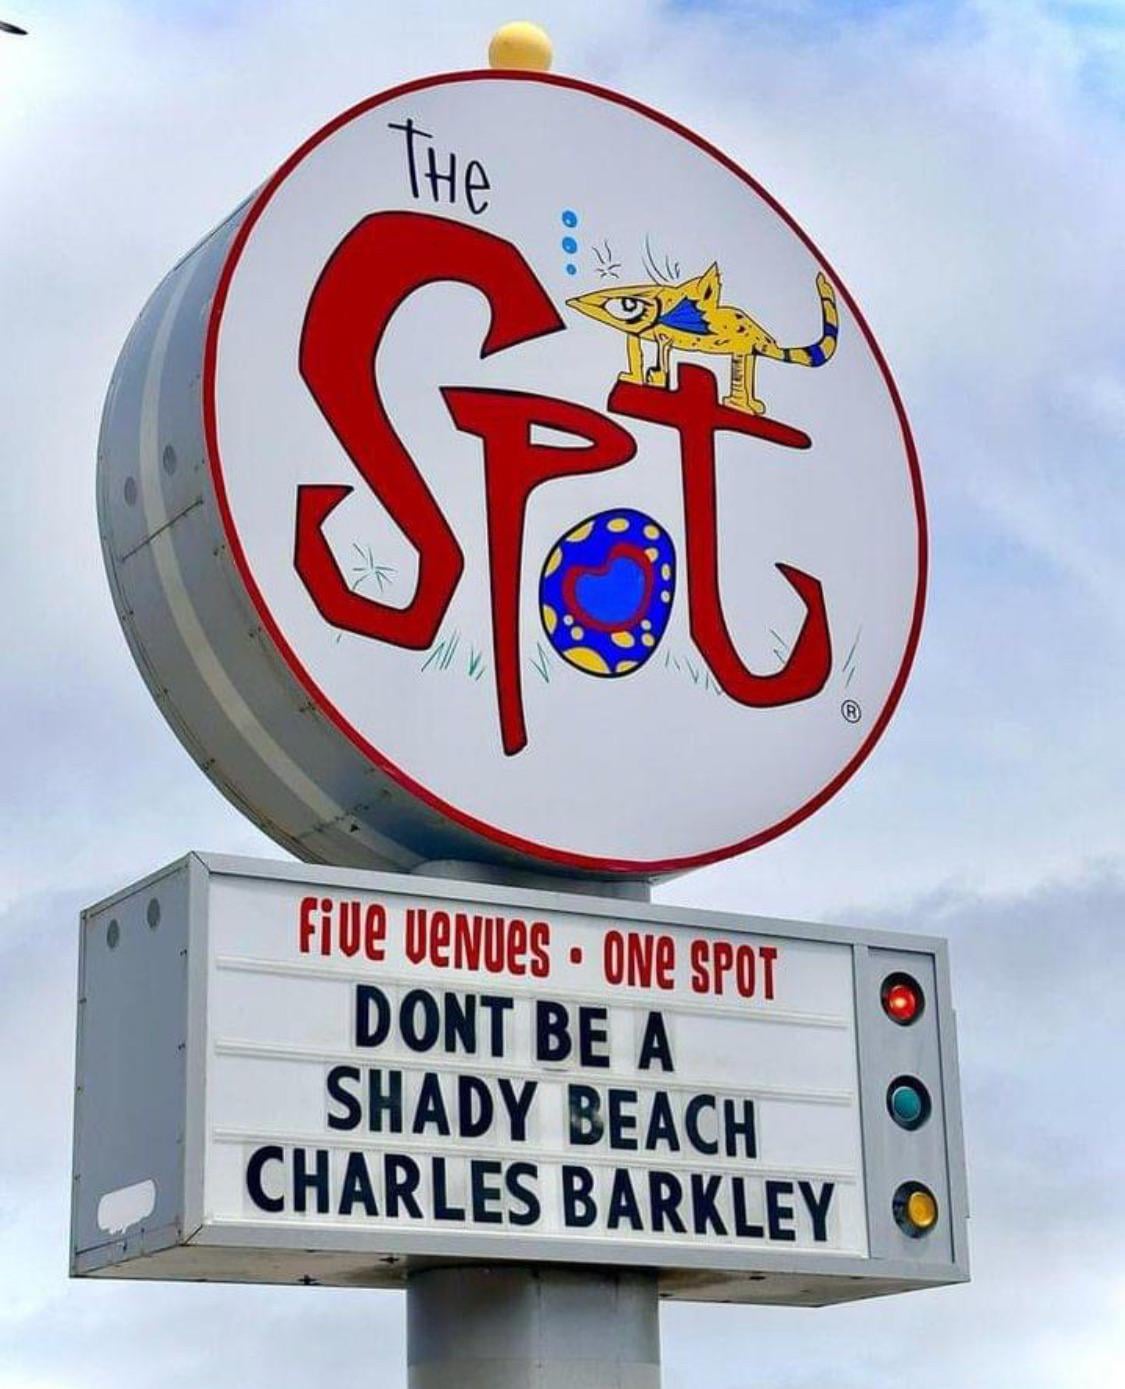 THe
Spot
®
FiVe VeNUeS • ONe SPOT
DONT BE A
SHADY BEACH
CHARLES BARKLEY